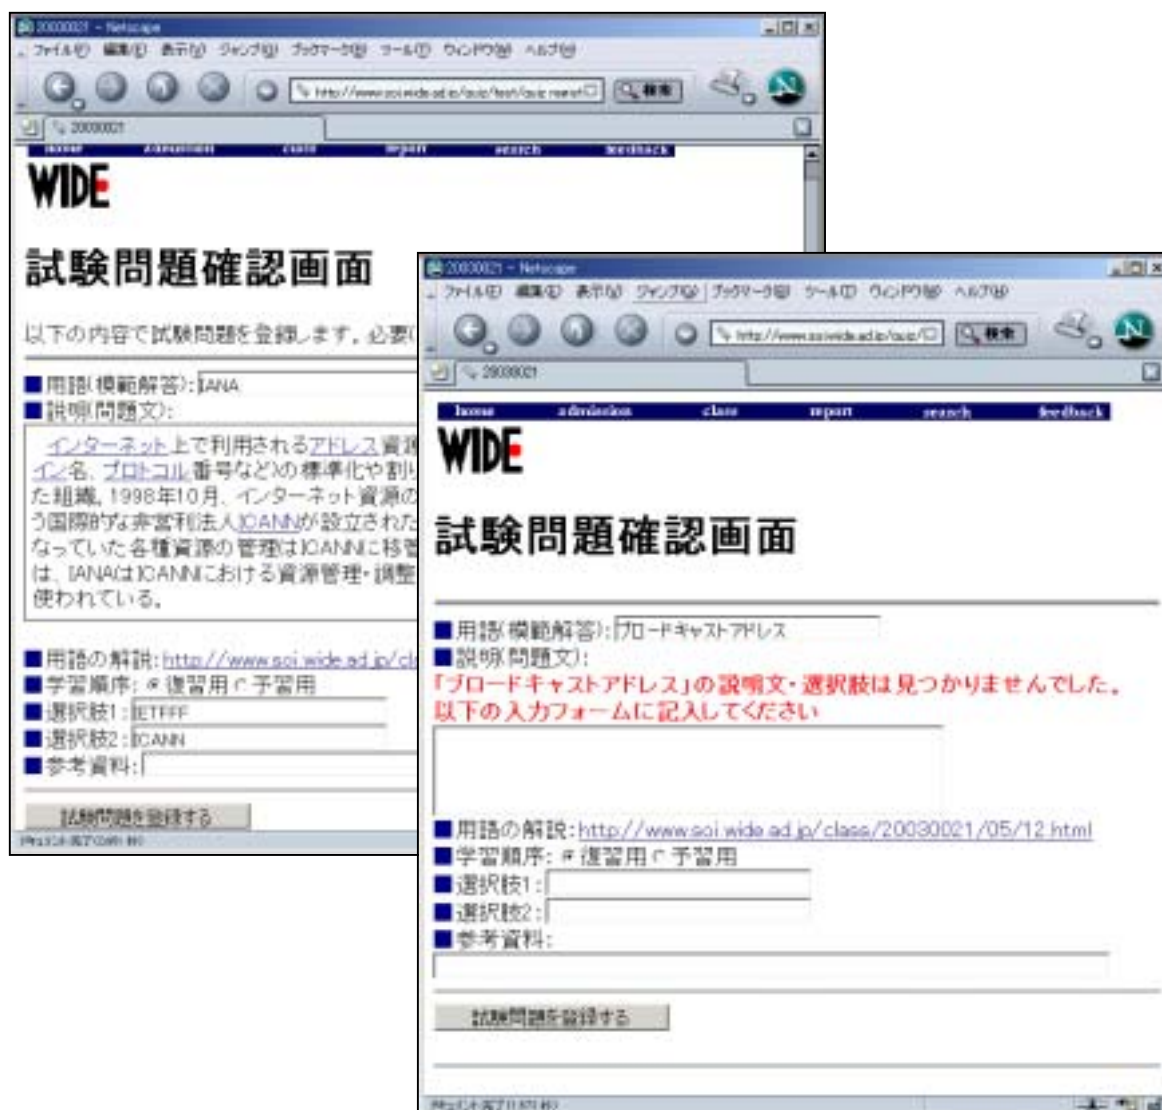 20030021 - Netscape
ファイル(F) 編集(E) 表示(V) ジャンプ(G) ブックマーク(B) ツール(T) ウィンドウ(W) ヘルプ(H)
検索
20030021
home admission class report search feedback
WIDE
試験問題確認画面
以下の内容で試験問題を登録します。必要
■用語(模範解答):IANA
■説明(問題文):
インターネット上で利用されるアドレス資源
イン名、プロトコル番号など)の標準化や割り
た組織。1998年10月、インターネット資源の
う国際的な非営利法人ICANNが設立された
なっていた各種資源の管理はICANNに移管
は、IANAはICANNにおける資源管理・調整
使われている。
■用語の解説:http://www.soi.wide.ad.jp/cl
■学習順序: 復習用 予習用
■選択肢1:IETFFF
■選択肢2:ICANN
■参考資料:
試験問題を登録する
20030021 - Netscape
ファイル(F) 編集(E) 表示(V) ジャンプ(G) ブックマーク(B) ツール(T) ウィンドウ(W) ヘルプ(H)
http://www.soi.wide.ad.jp/quiz/ 検索
20030021
home admission class report search feedback
WIDE
試験問題確認画面
■用語(模範解答):ブロードキャストアドレス
■説明(問題文):
「ブロードキャストアドレス」の説明文・選択肢は見つかりませんでした。
以下の入力フォームに記入してください
■用語の解説:http://www.soi.wide.ad.jp/class/20030021/05/12.html
■学習順序: 復習用 予習用
■選択肢1:
■選択肢2:
■参考資料:
試験問題を登録する